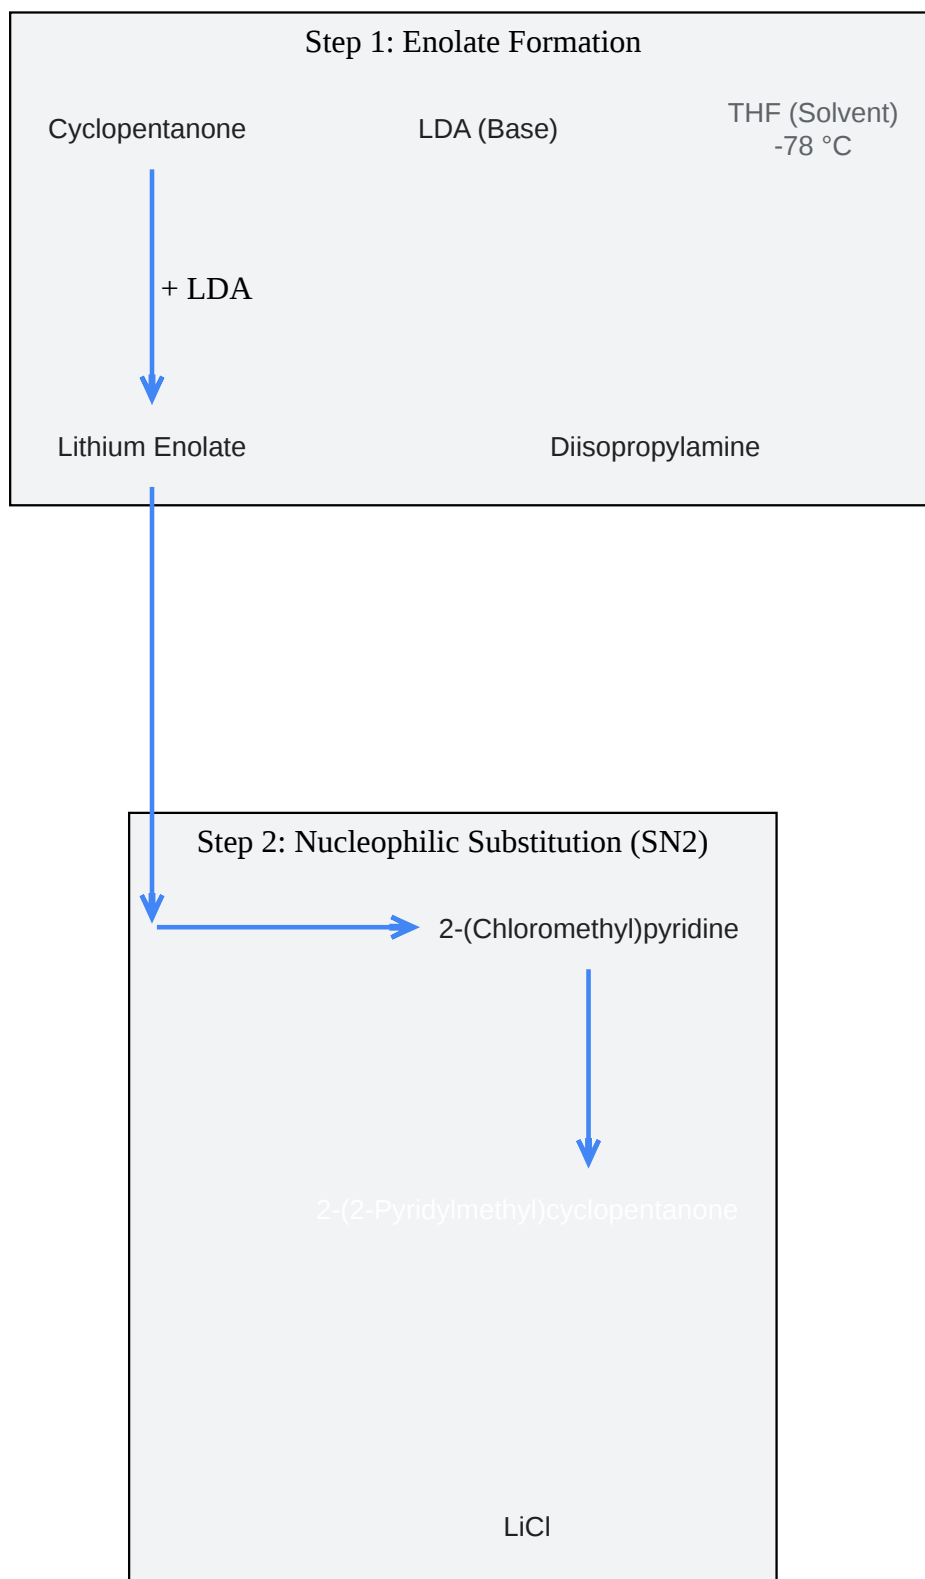 Step 1: Enolate Formation
Cyclopentanone
LDA (Base)
THF (Solvent)
-78 °C
+ LDA
Lithium Enolate
Diisopropylamine
Step 2: Nucleophilic Substitution (SN2)
2-(Chloromethyl)pyridine
2-(2-Pyridylmethyl)cyclopentanone
LiCl